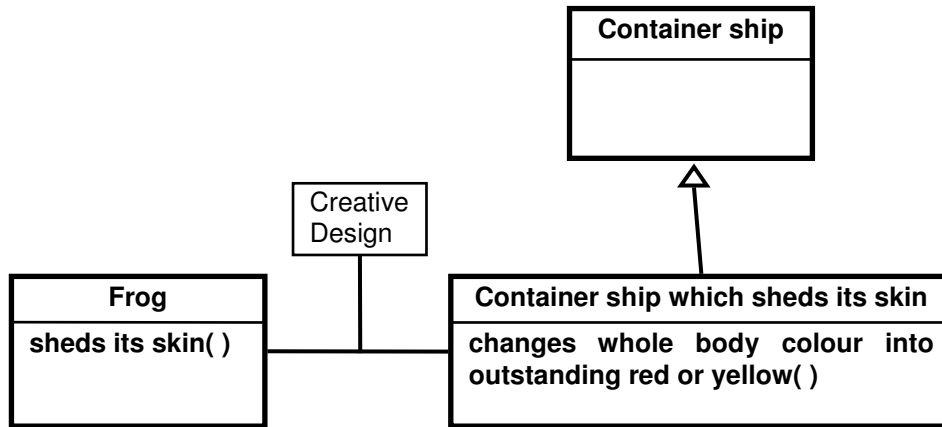 Container ship
Creative
Design
Frog
sheds its skin( )
Container ship which sheds its skin
changes whole body colour into
outstanding red or yellow( )